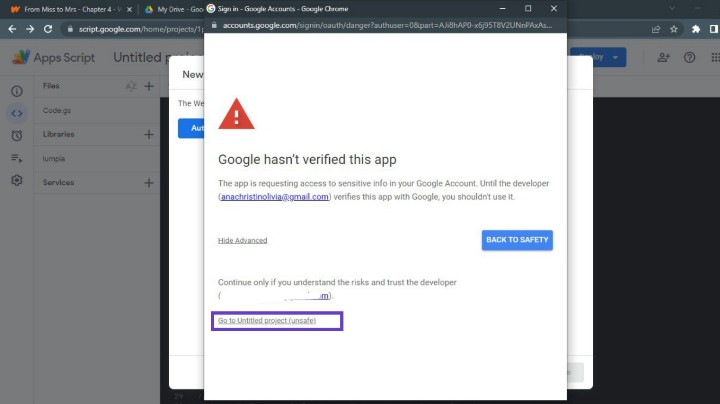 From Miss to Mrs - Chapter 4 - V
My Drive - Goo
Sign in - Google Accounts - Google Chrome
script.google.com/home/projects/1
accounts.google.com/signin/oauth/danger?authuser=0&part=AJi8hAP0-x6j95T8V2UNnPAxAs...
Apps Script
Untitled pro
Files
AZ
New
Code.gs
The We
Aut
Libraries
lumpia
Services
Google hasn't verified this app
The app is requesting access to sensitive info in your Google Account. Until the developer
(anachristinolivia@gmail.com) verifies this app with Google, you shouldn't use it.
Hide Advanced
BACK TO SAFETY
Continue only if you understand the risks and trust the developer
Go to Untitled project (unsafe)
29